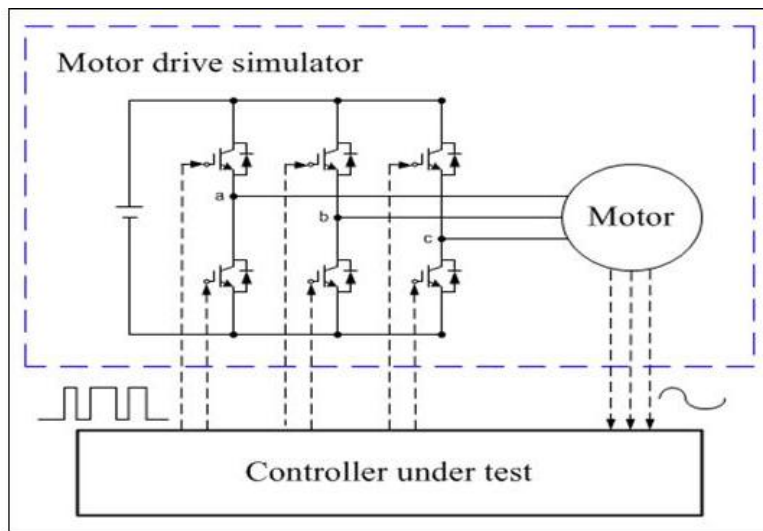 Motor drive simulator
a
b
c
Motor
Controller under test